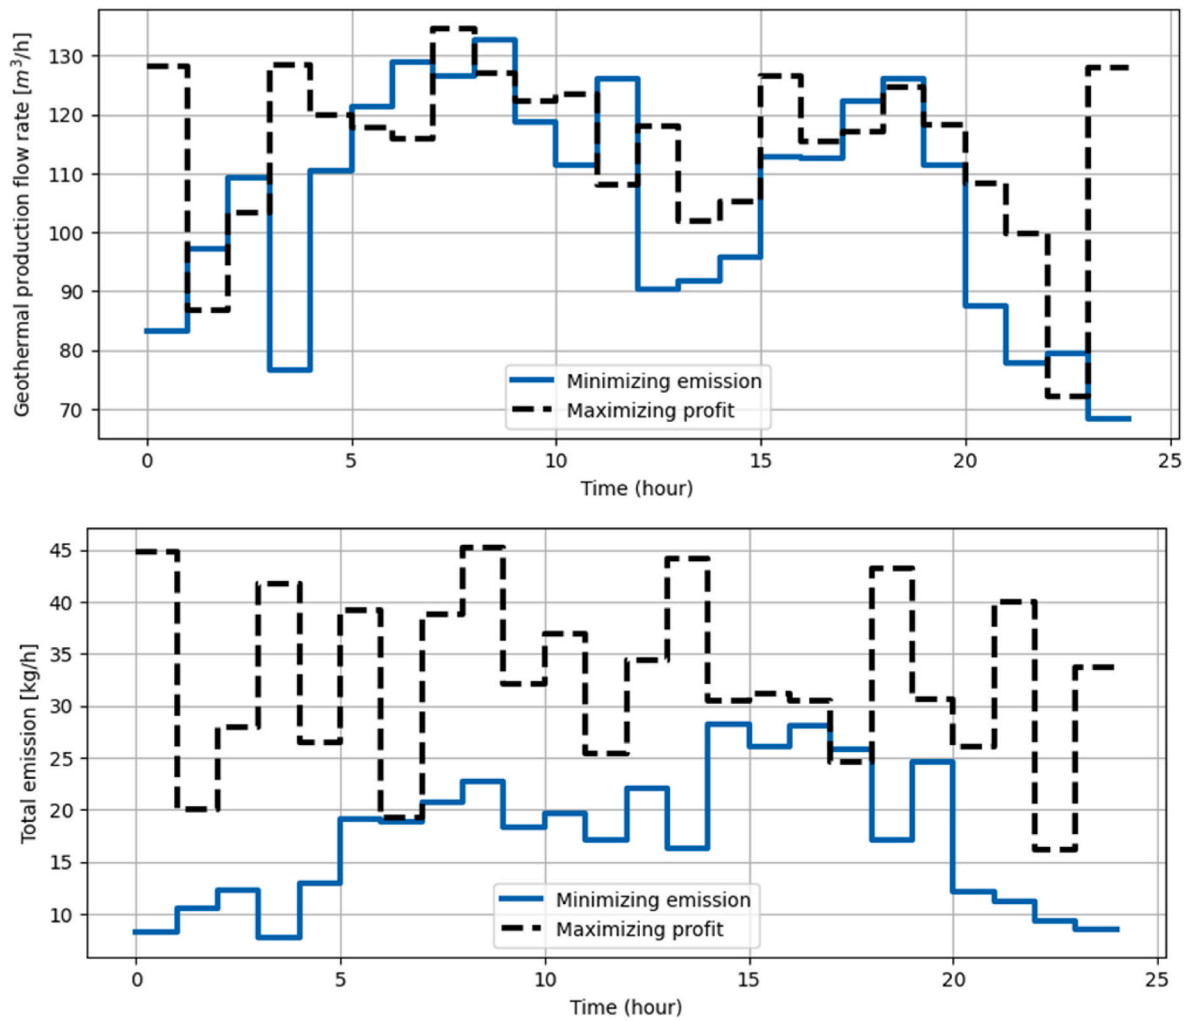 Geothermal production flow rate [m³/h]
130
120
110
100
90
80
70
Minimizing emission
Maximizing profit
0 5 10 15 20 25
Time (hour)
Total emission [kg/h]
45
40
35
30
25
20
15
10
Minimizing emission
Maximizing profit
0 5 10 15 20 25
Time (hour)